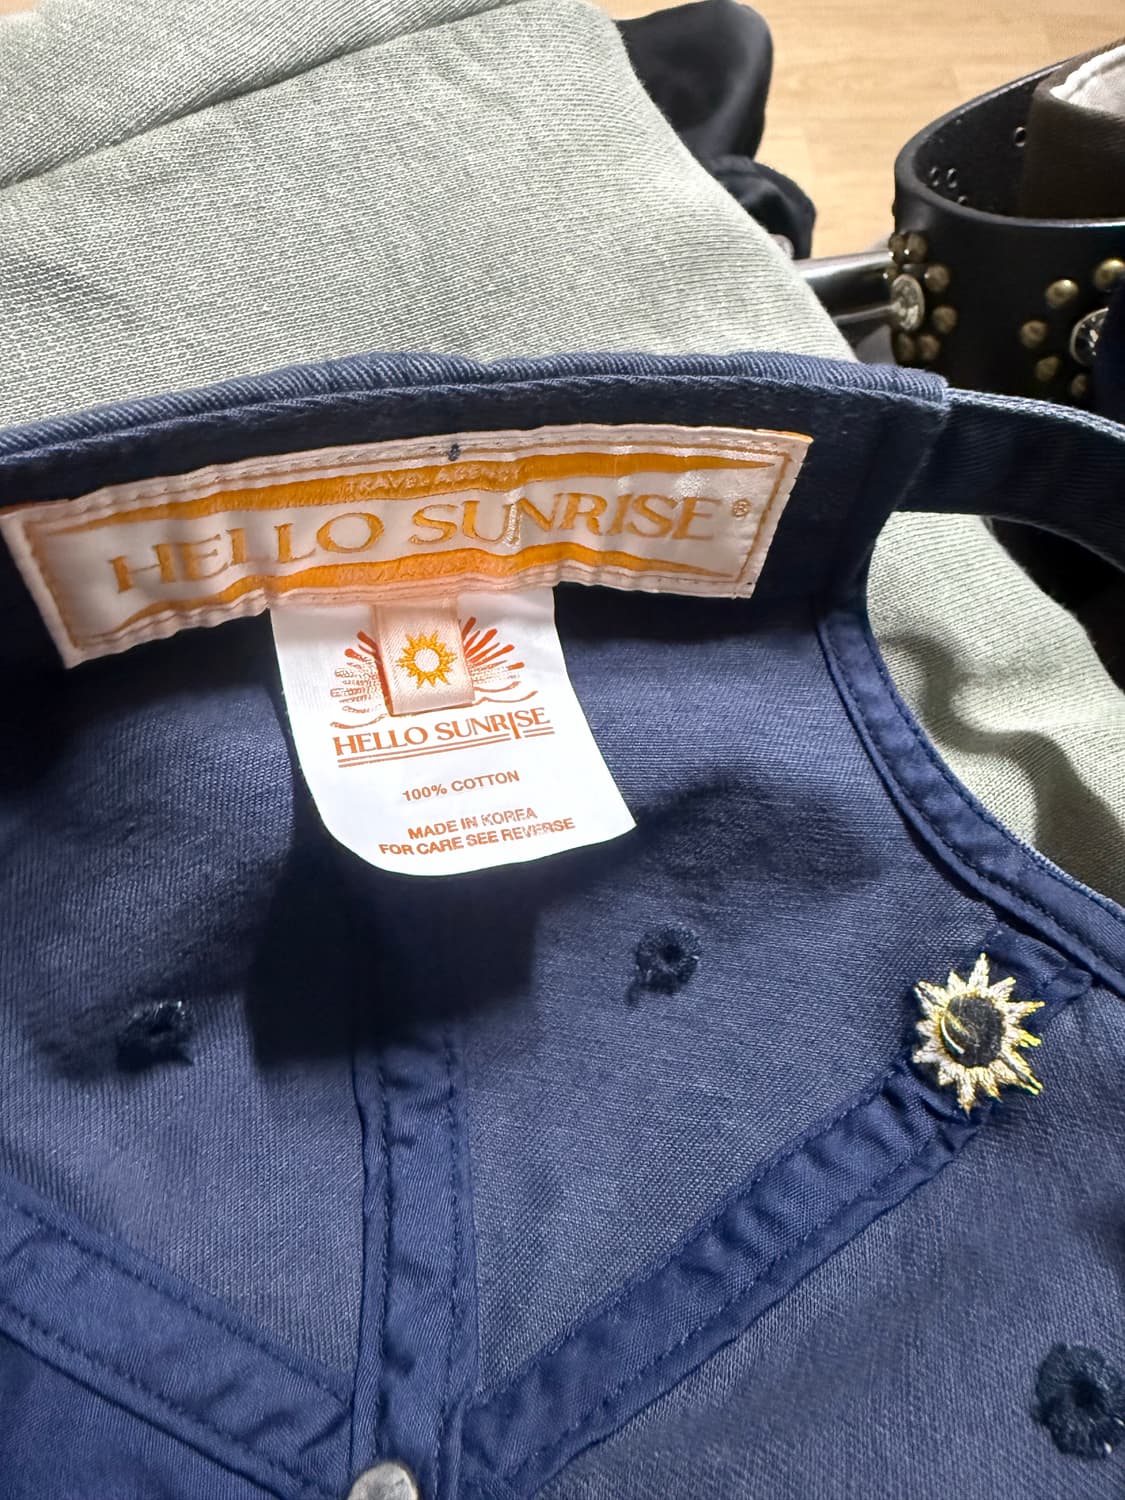 TRAVEL AGENCY
HELLO SUNRISE®
HELLO SUNRISE
100% COTTON
MADE IN KOREA
FOR CARE SEE REVERSE